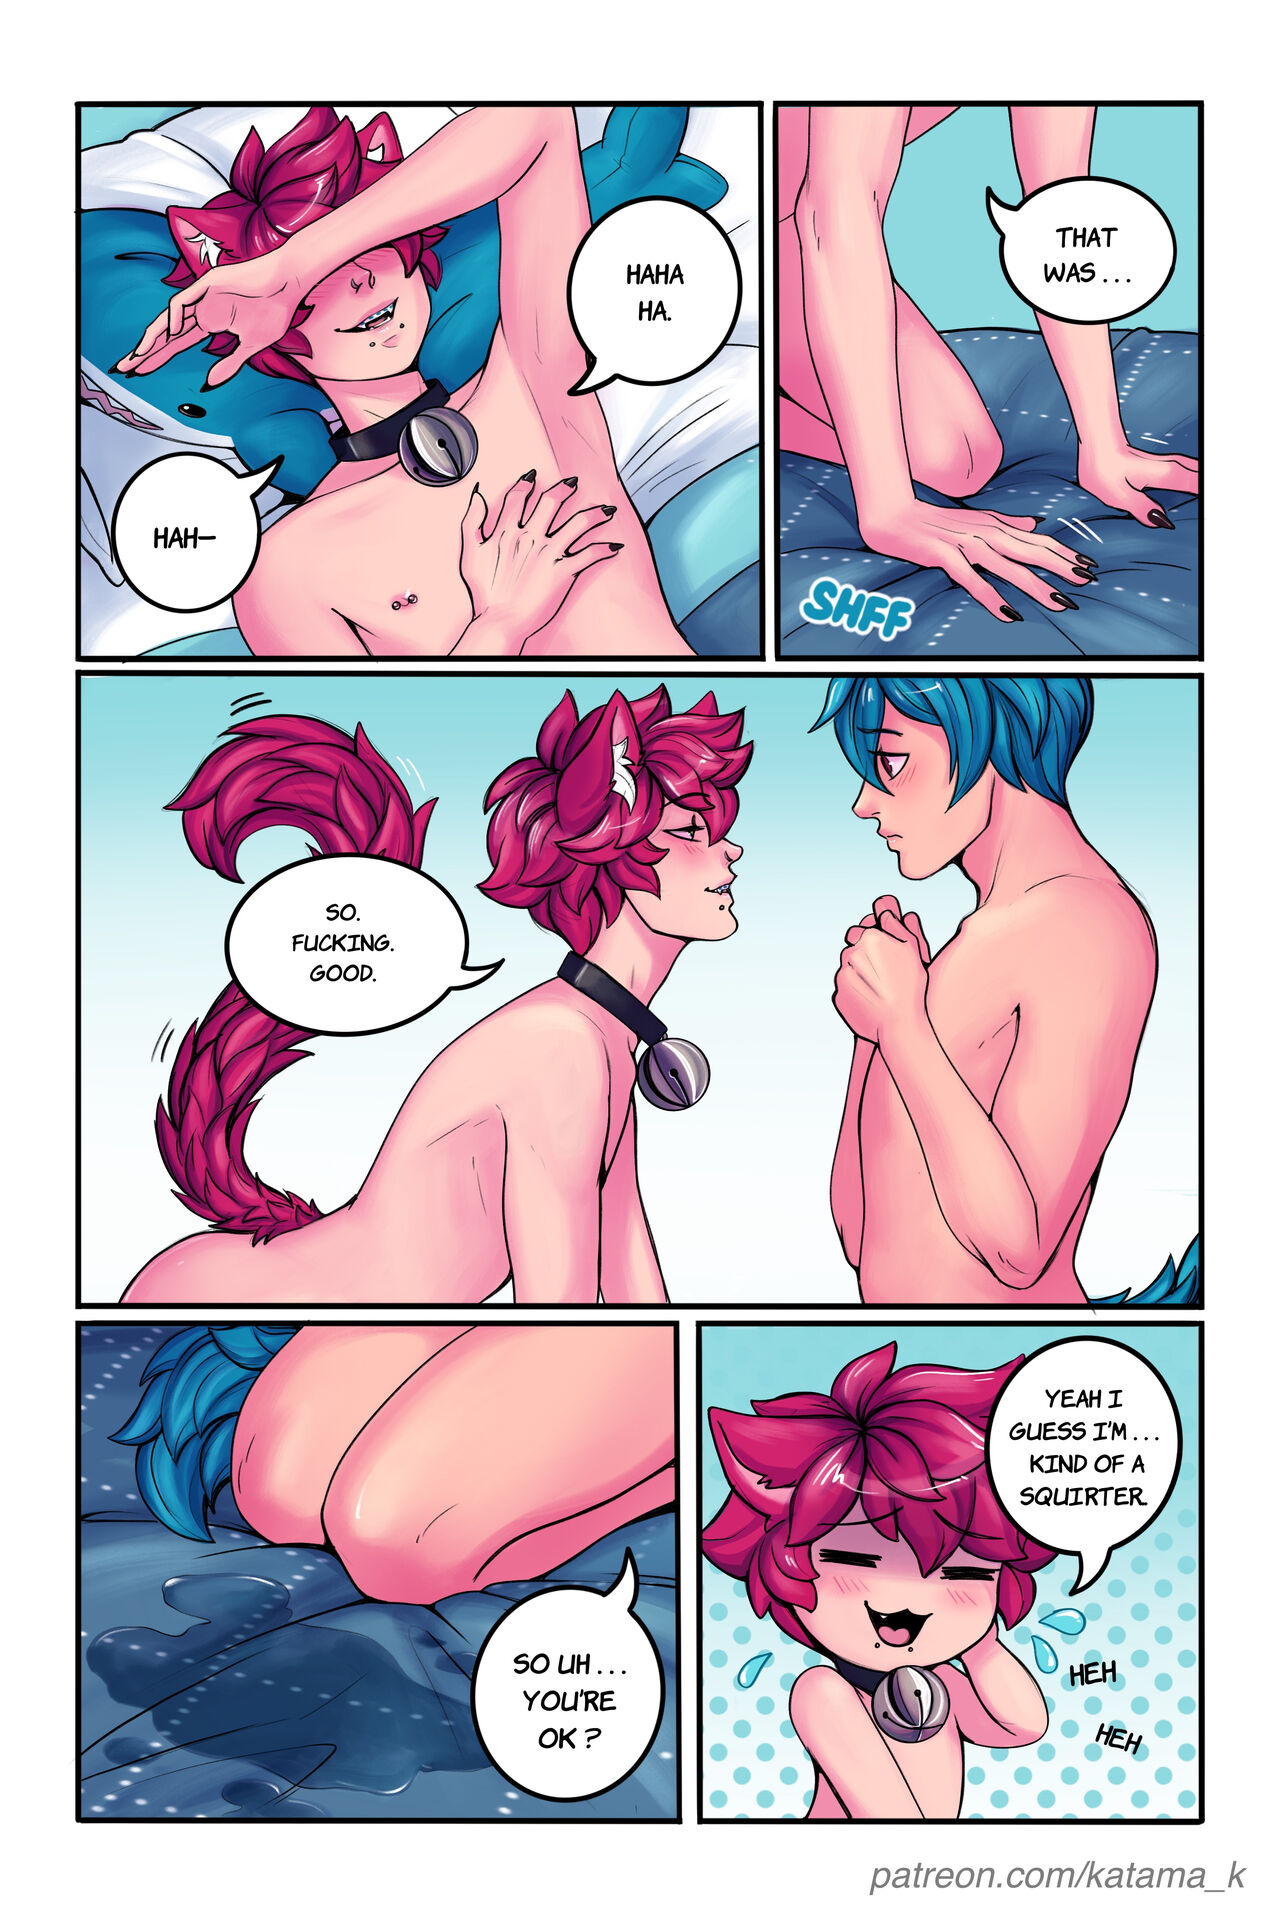 HAHA
HA.
HAH—
THAT
WAS...
SHFF
SO.
FUCKING.
GOOD.
SO UH...
YOU'RE
OK?
YEAH I
GUESS I'M...
KIND OF A
SQUIRTER.
HEH
HEH
patreon.com/katama_k